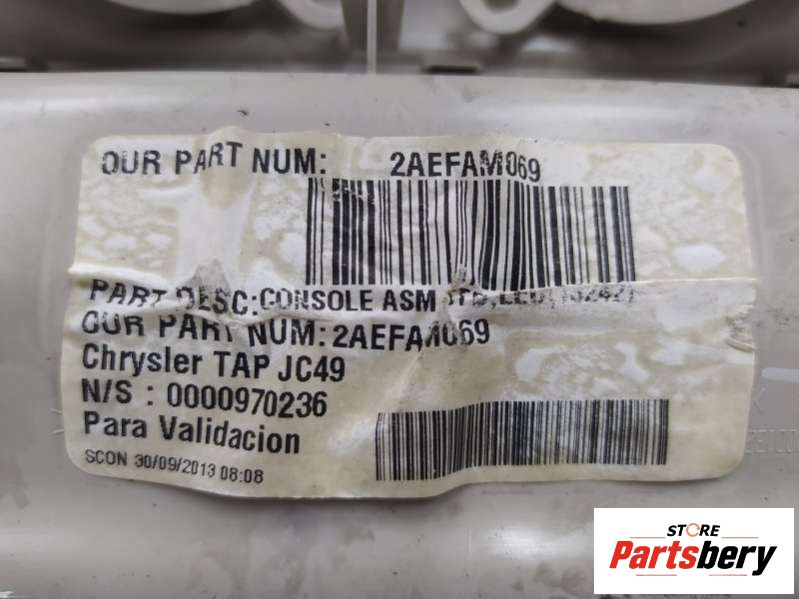 OUR PART NUM: 2AEFAM069
PART DESC:CONSOLE ASM
OUR PART NUM:2AEFAM069
Chrysler TAP JC49
N/S : 0000970236
Para Validacion
SCON 30/09/2013 08:08
STORE
Partsbery